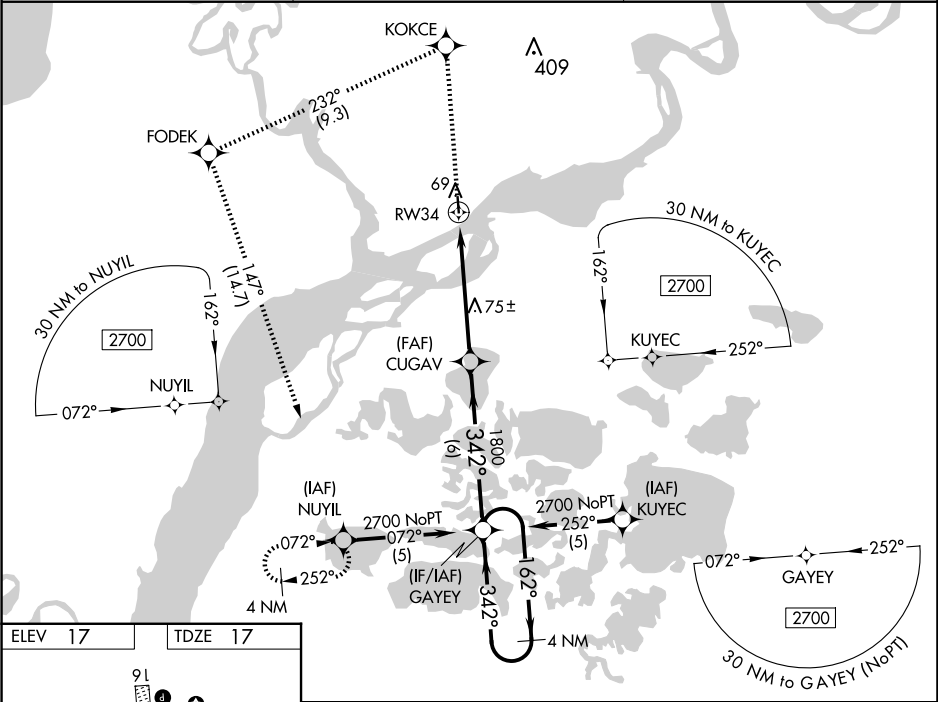 KOKCE
409
232°
(9.3)
FODEK
69
RW34
147°
(14.7)
30 NM to NUYIL
162°
2700
NUYIL
072°
30 NM to KUYEC
162°
2700
KUYEC
252°
75±
(FAF)
CUGAV
1800
342°
(6)
(IAF)
NUYIL
2700 NoPT
072°
(5)
072°
252°
4 NM
(IAF)
KUYEC
2700 NoPT
252°
(5)
(IF/IAF)
GAYEY
162°
342°
4 NM
072°
252°
GAYEY
2700
30 NM to GAYEY (NoPT)
ELEV 17
TDZE 17
16
P